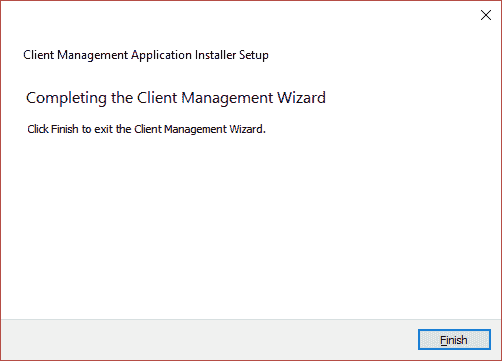 Client Management Application Installer Setup
Completing the Client Management Wizard
Click Finish to exit the Client Management Wizard.
Finish